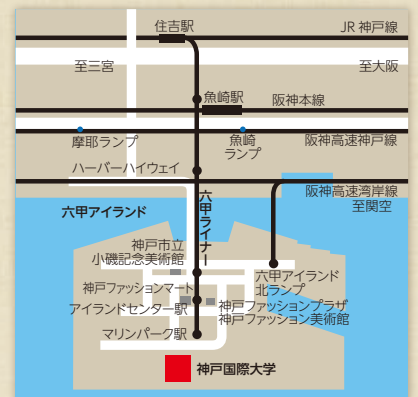 住吉駅
JR 神戸線
至三宮
至大阪
魚崎駅
阪神本線
摩耶ランプ
魚崎
ランプ
阪神高速神戸線
ハーバーハイウェイ
阪神高速湾岸線
至関空
六甲アイランド
六甲ライナー
神戸市立
小磯記念美術館
六甲アイランド
北ランプ
神戸ファッションマート
アイランドセンター駅
神戸ファッションプラザ
神戸ファッション美術館
マリンパーク駅
神戸国際大学